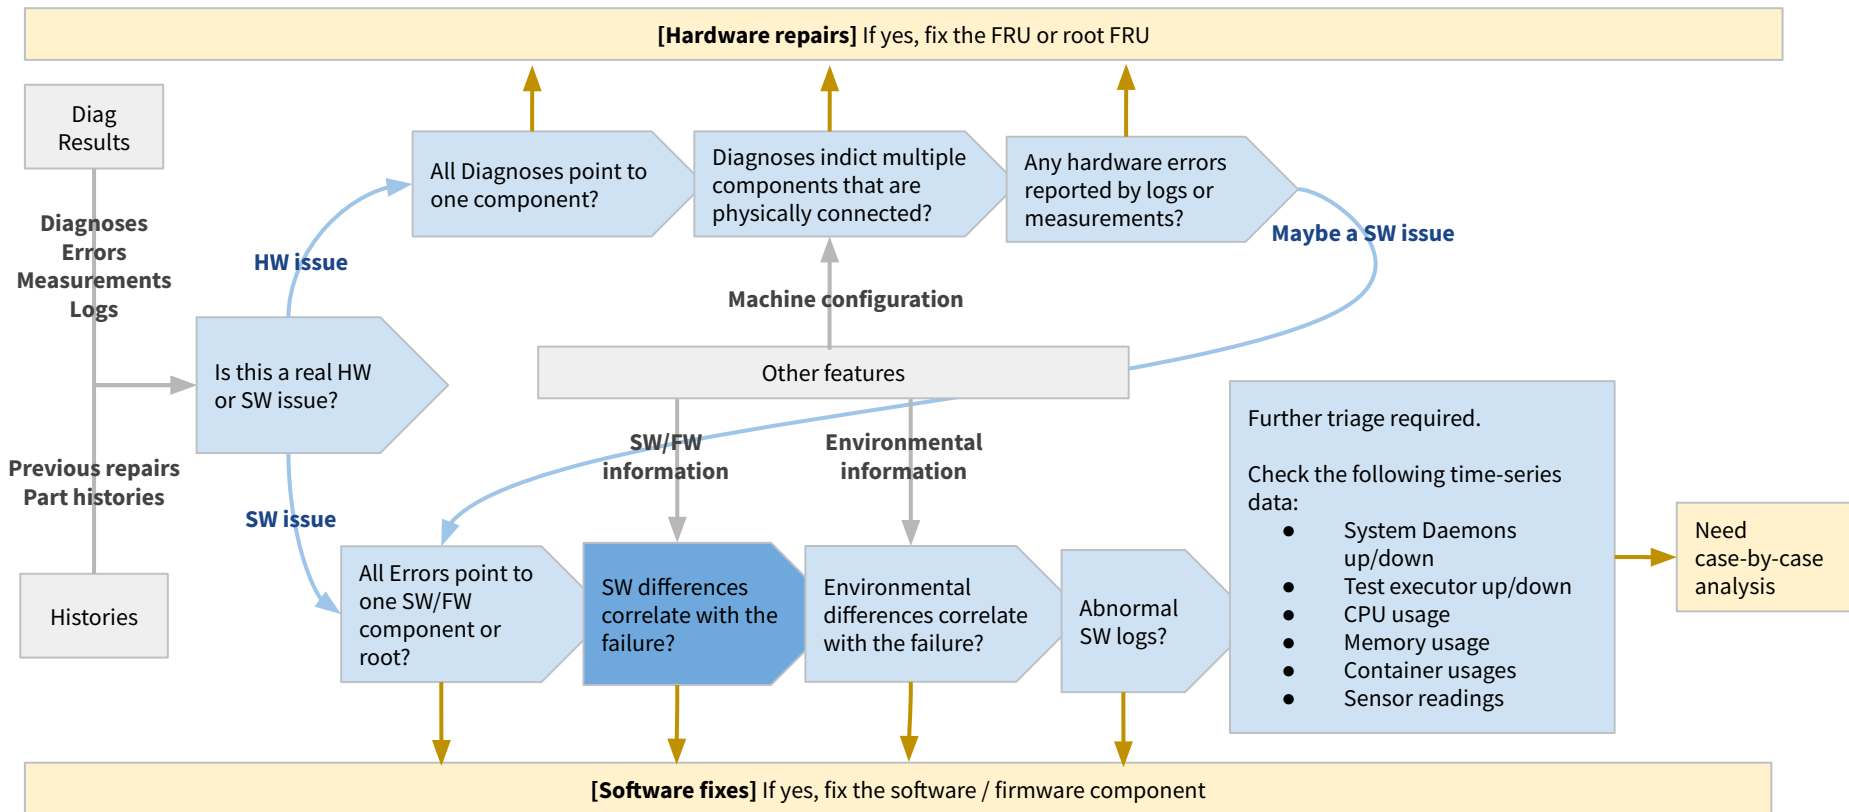 [Hardware repairs] If yes, fix the FRU or root FRU
Diag
Results
Diagnoses
Errors
Measurements
Logs
Previous repairs
Part histories
Histories
Is this a real HW
or SW issue?
HW issue
SW issue
All Diagnoses point to
one component?
Diagnoses indict multiple
components that are
physically connected?
Any hardware errors
reported by logs or
measurements?
Maybe a SW issue
Machine configuration
Other features
SW/FW
information
Environmental
information
All Errors point to
one SW/FW
component or
root?
SW differences
correlate with the
failure?
Environmental
differences correlate
with the failure?
Abnormal
SW logs?
Further triage required.
Check the following time-series
data:
● System Daemons
up/down
● Test executor up/down
● CPU usage
● Memory usage
● Container usages
● Sensor readings
Need
case-by-case
analysis
[Software fixes] If yes, fix the software / firmware component